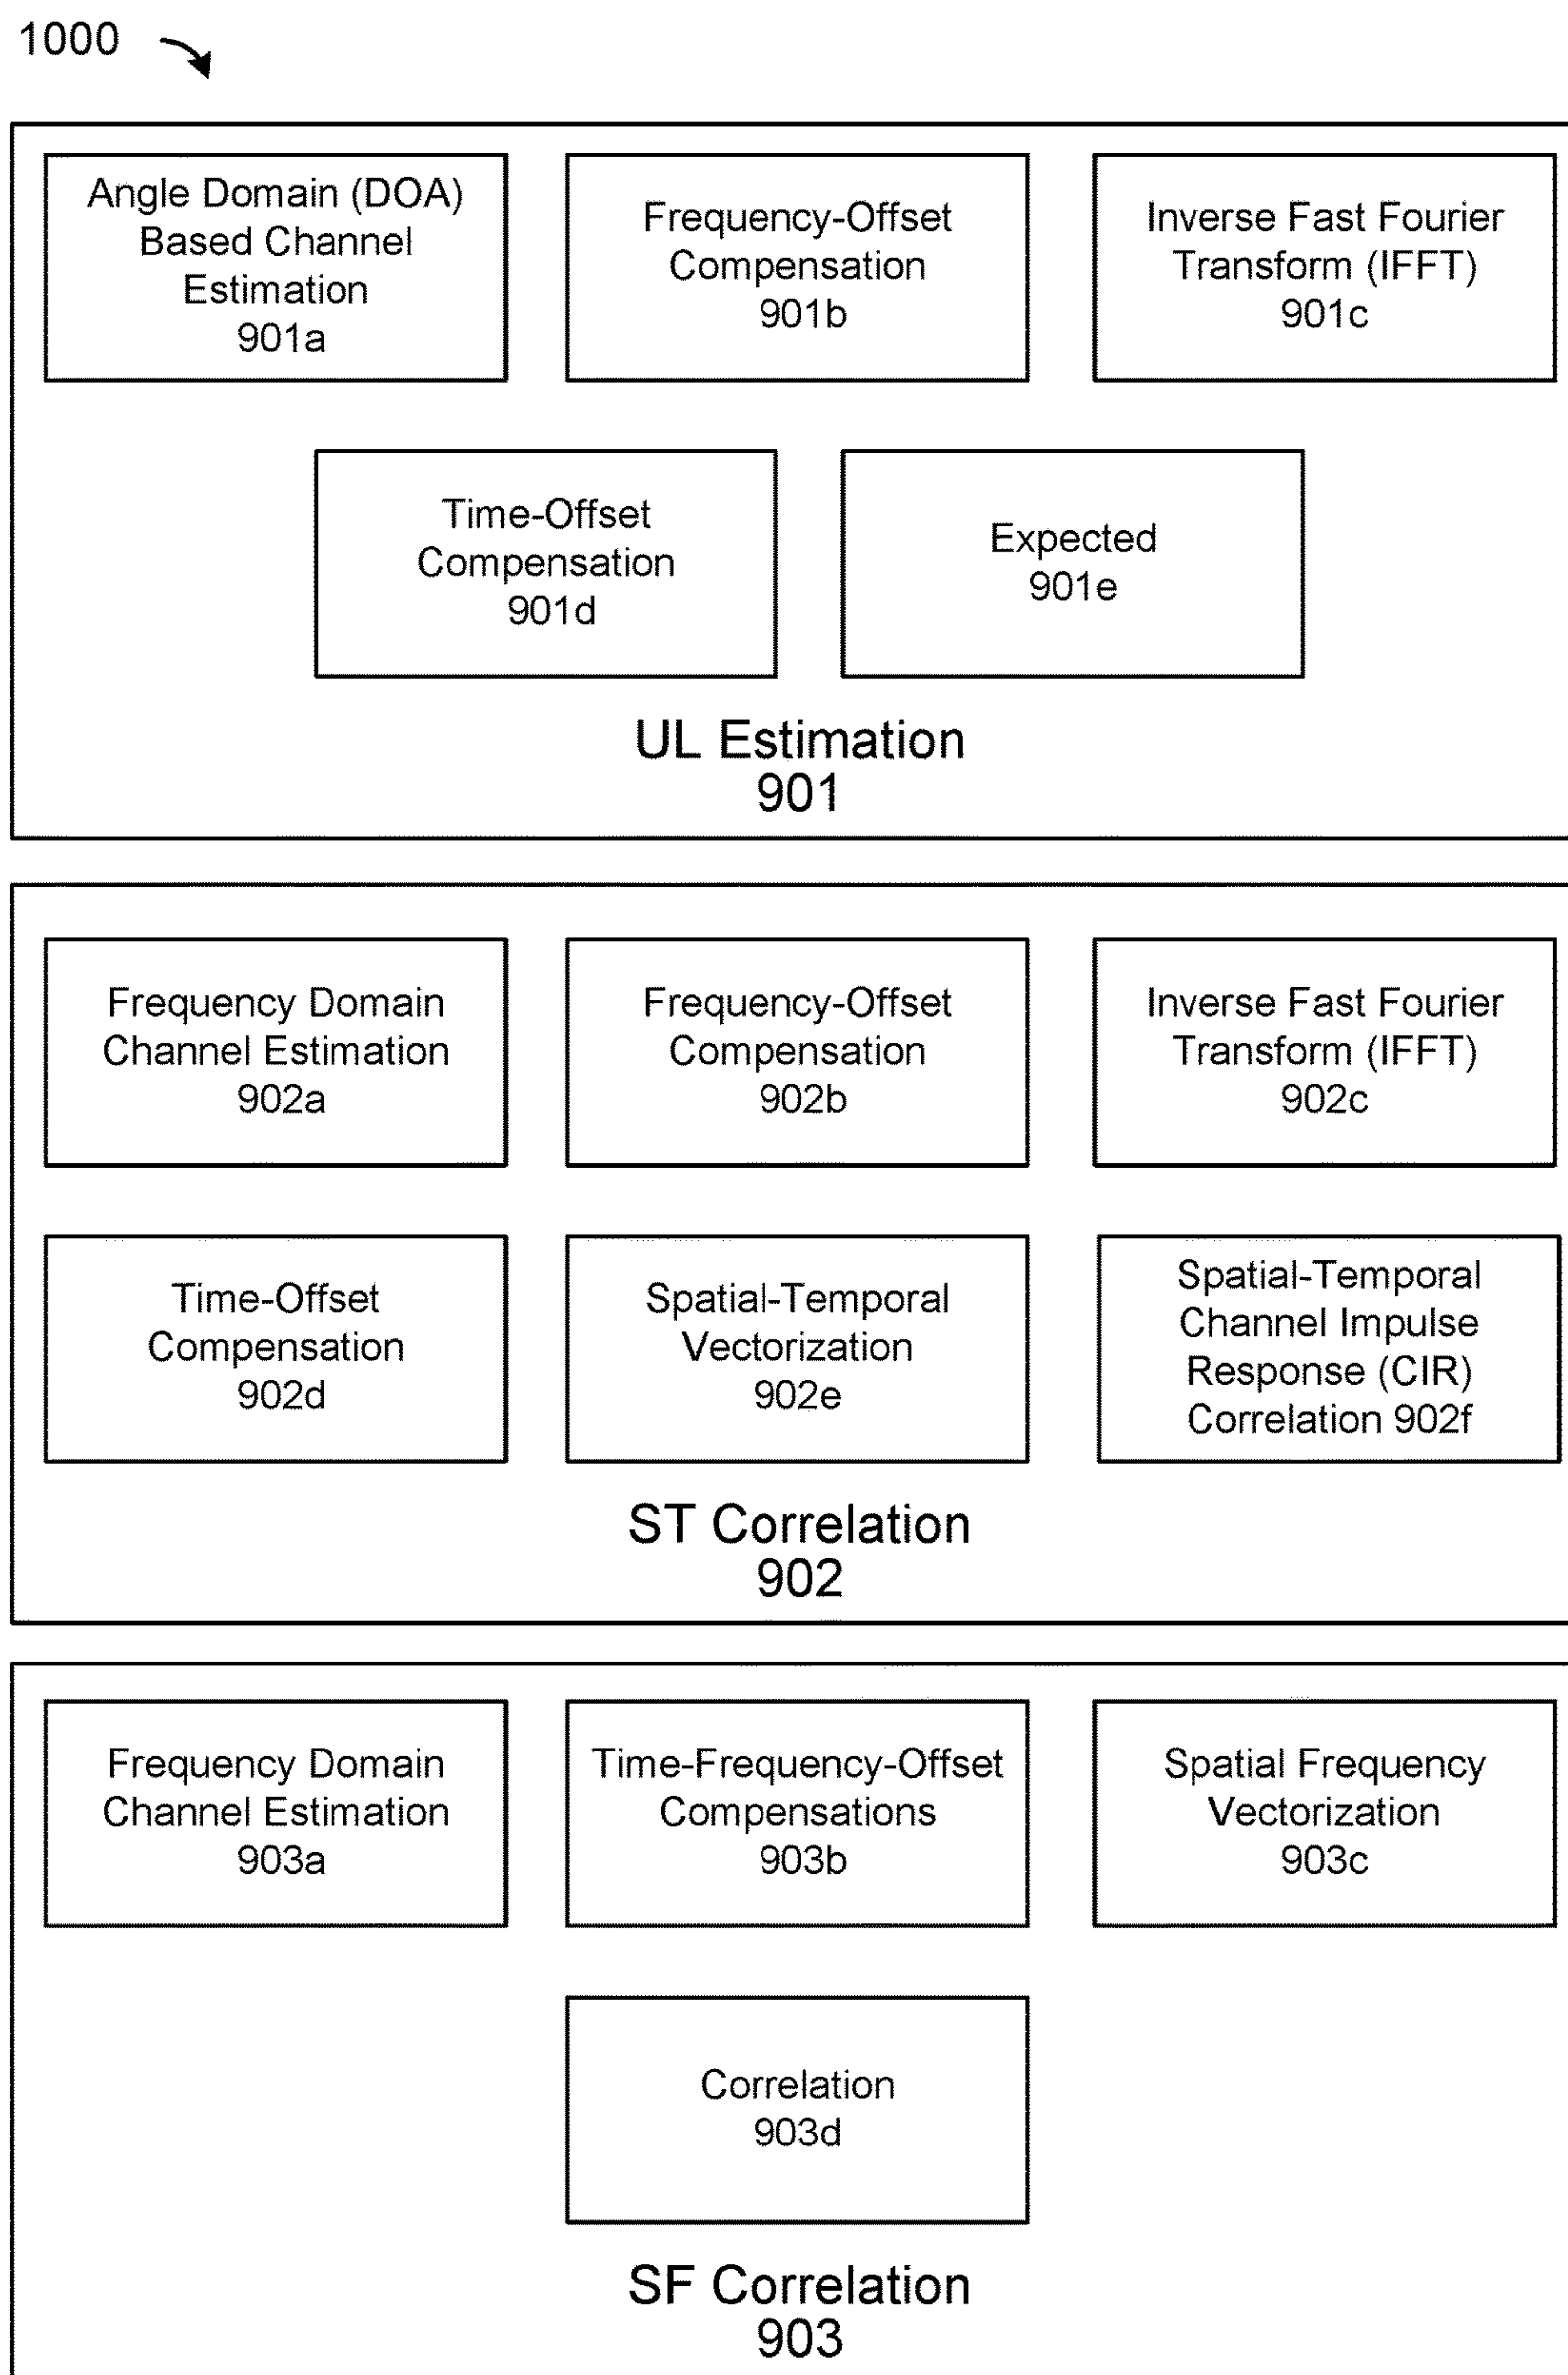 1000
Angle Domain (DOA)
Based Channel
Estimation
901a
Frequency-Offset
Compensation
901b
Inverse Fast Fourier
Transform (IFFT)
901c
Time-Offset
Compensation
901d
Expected
901e
UL Estimation
901
Frequency Domain
Channel Estimation
902a
Frequency-Offset
Compensation
902b
Inverse Fast Fourier
Transform (IFFT)
902c
Time-Offset
Compensation
902d
Spatial-Temporal
Vectorization
902e
Spatial-Temporal
Channel Impulse
Response (CIR)
Correlation 902f
ST Correlation
902
Frequency Domain
Channel Estimation
903a
Time-Frequency-Offset
Compensations
903b
Spatial Frequency
Vectorization
903c
Correlation
903d
SF Correlation
903